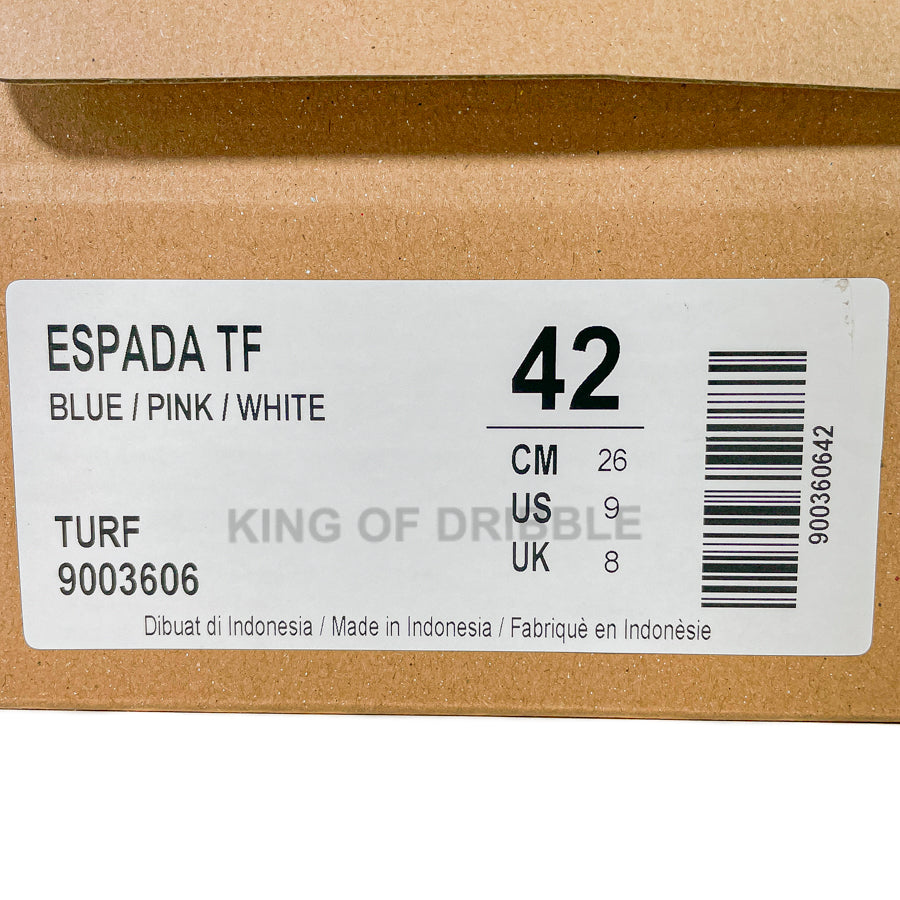 ESPADA TF
BLUE / PINK / WHITE
TURF
9003606
42
CM 26
US 9
UK 8
900360642
KING OF DRIBBLE
Dibuat di Indonesia / Made in Indonesia / Fabriquè en Indonèsie